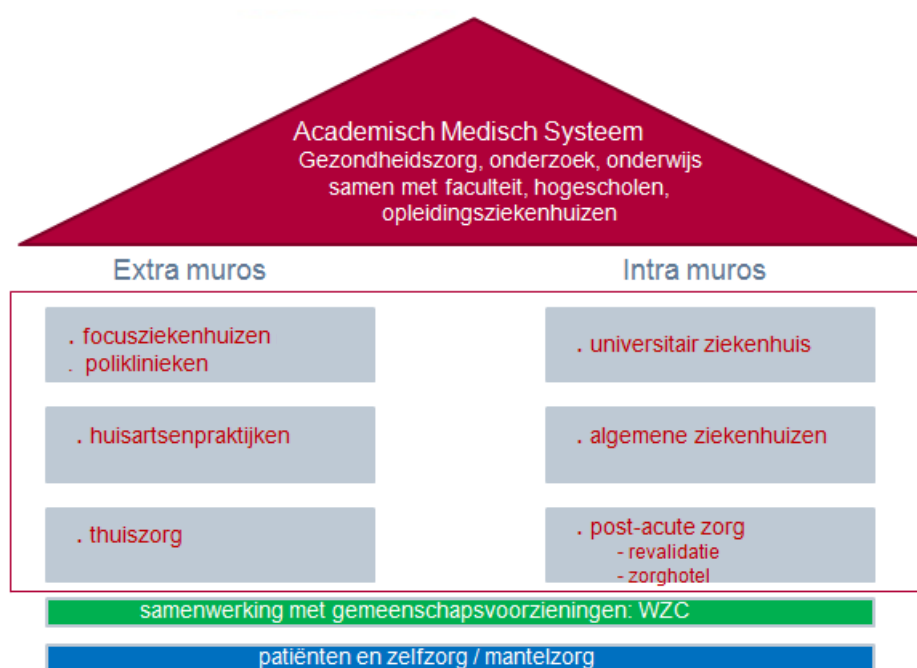 Academisch Medisch Systeem
Gezondheidszorg, onderzoek, onderwijs
samen met faculteit, hogescholen,
opleidingsziekenhuizen
Extra muros
Intra muros
. focusziekenhuizen
. poliklinieken
. universitair ziekenhuis
. huisartsenpraktijken
. algemene ziekenhuizen
. thuiszorg
. post-acute zorg
- revalidatie
- zorghotel
samenwerking met gemeenschapsvoorzieningen: WZC
patiënten en zelfzorg / mantelzorg